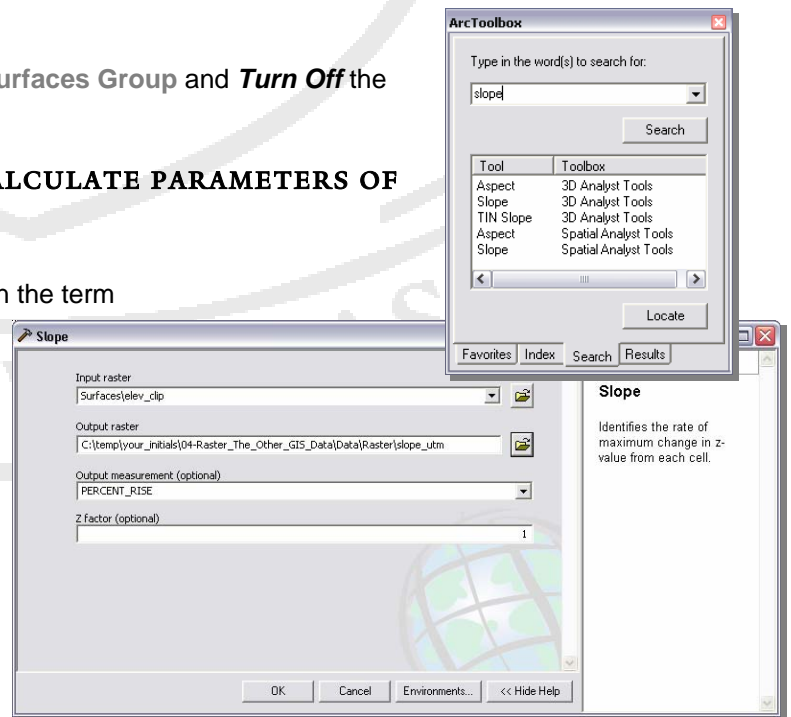 urfaces Group and Turn Off the
ALCULATE PARAMETERS OF
n the term
ArcToolbox
Type in the word(s) to search for:
slope
Search
Tool Toolbox
Aspect 3D Analyst Tools
Slope 3D Analyst Tools
TIN Slope 3D Analyst Tools
Aspect Spatial Analyst Tools
Slope Spatial Analyst Tools
Locate
Favorites Index Search Results
Slope
Input raster
Surfaces\elev_clip
Output raster
C:\temp\your_initials\04-Raster_The_Other_GIS_Data\Data\Raster\slope_utm
Output measurement (optional)
PERCENT_RISE
Z factor (optional)
1
OK Cancel Environments... << Hide Help
Slope
Identifies the rate of
maximum change in z-
value from each cell.